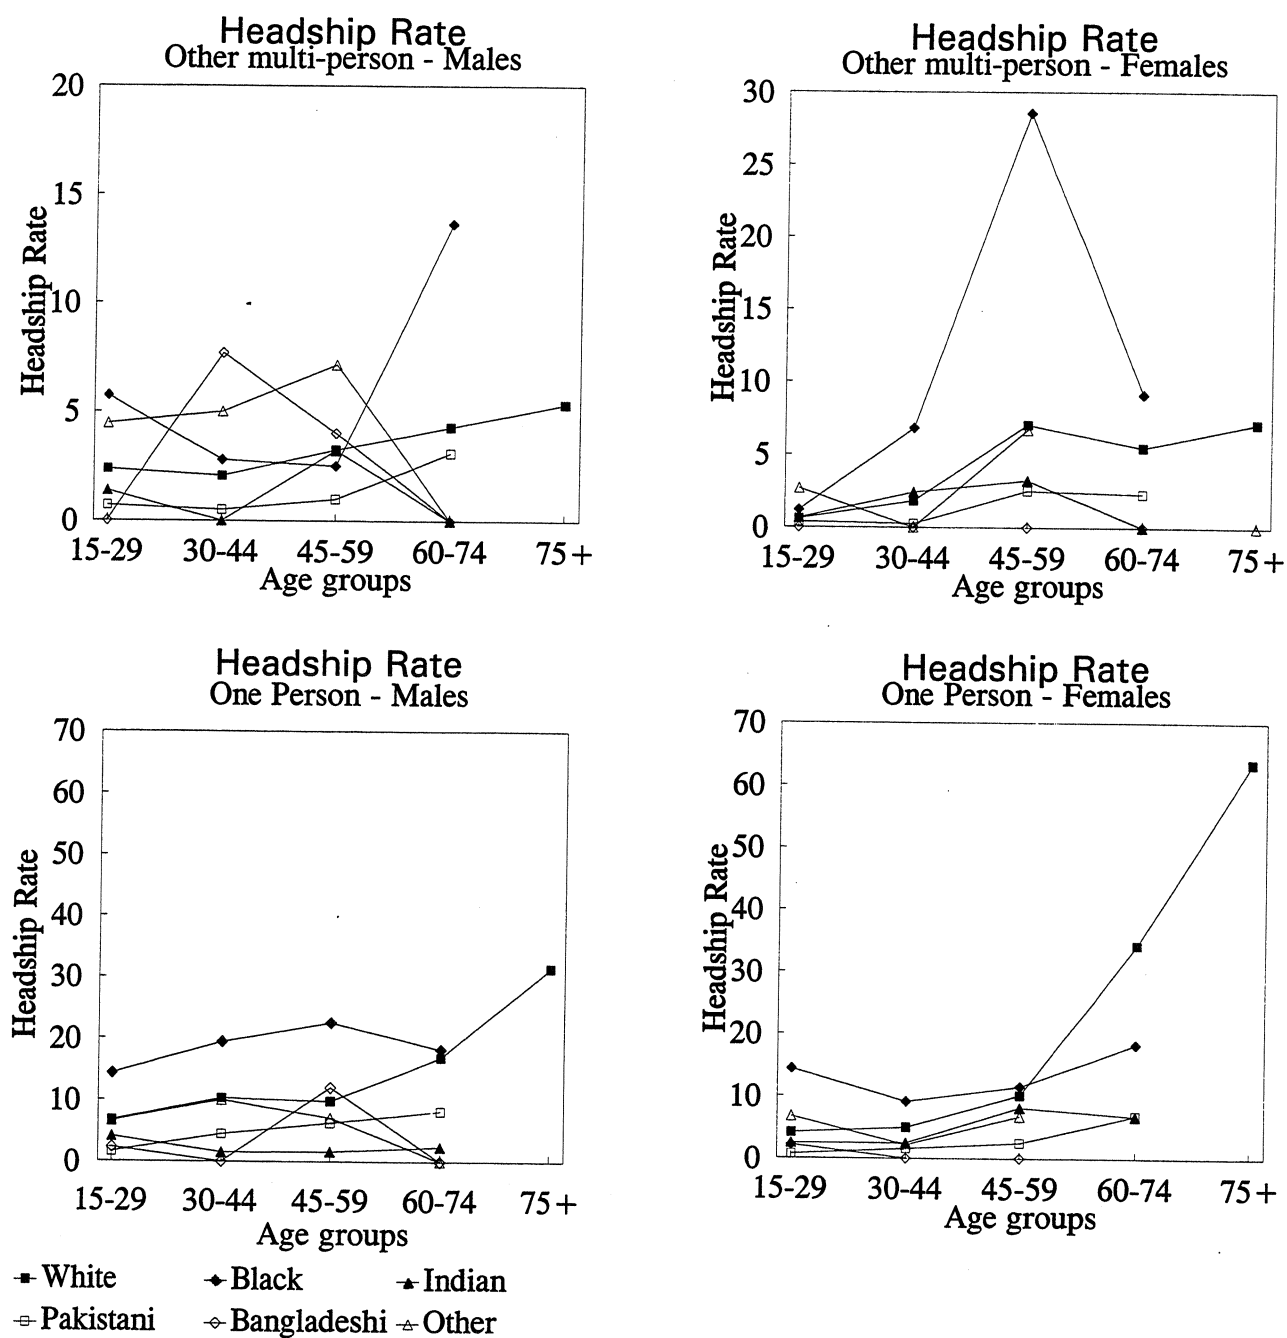 Headship Rate
Other multi-person - Males
20
15
10
5
0
Headship Rate
15-29 30-44 45-59 60-74 75+
Age groups
Headship Rate
Other multi-person - Females
30
25
20
15
10
5
0
Headship Rate
15-29 30-44 45-59 60-74 75+
Age groups
Headship Rate
One Person - Males
70
60
50
40
30
20
10
0
Headship Rate
15-29 30-44 45-59 60-74 75+
Age groups
Headship Rate
One Person - Females
70
60
50
40
30
20
10
0
Headship Rate
15-29 30-44 45-59 60-74 75+
Age groups
White Black Indian
Pakistani Bangladeshi Other